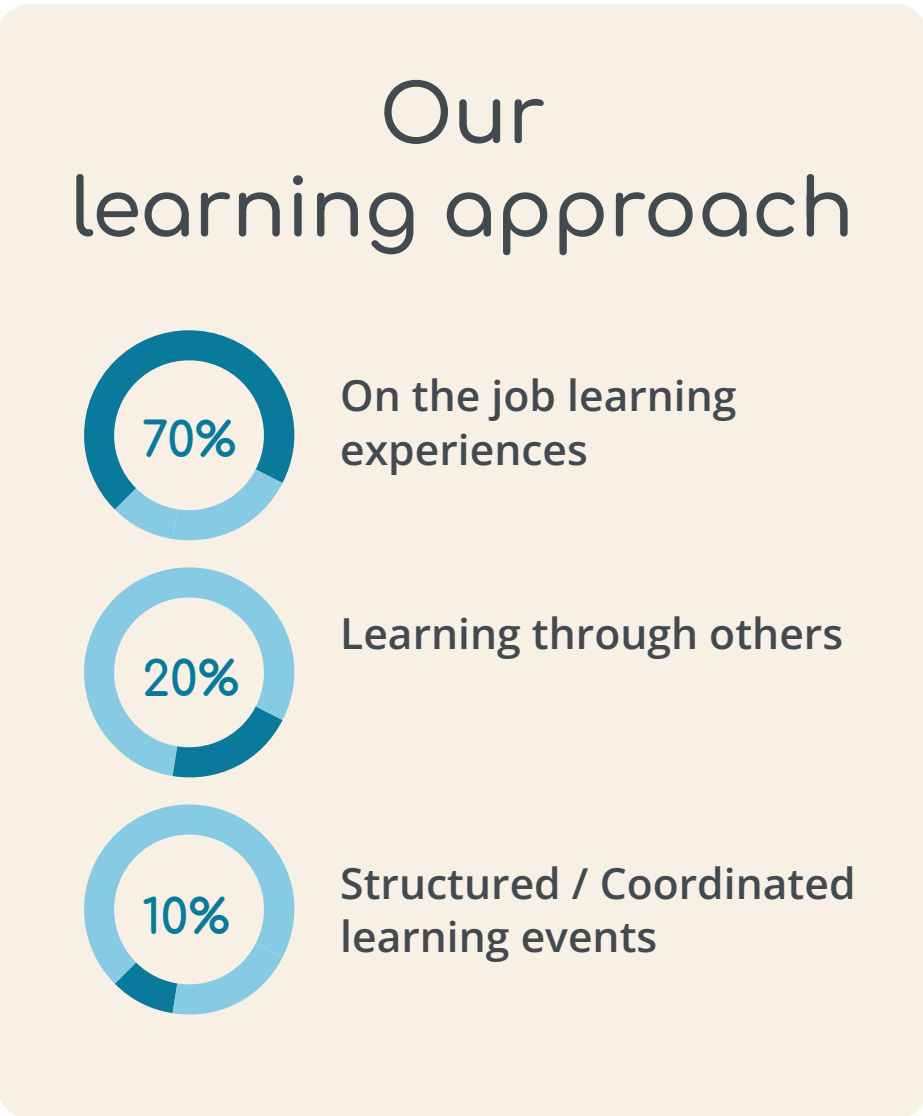 Our
learning approach
70%
On the job learning
experiences
20%
Learning through others
10%
Structured / Coordinated
learning events